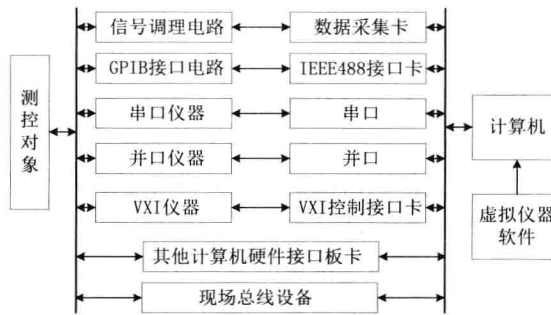 信号调理电路
数据采集卡
GPIB接口电路
IEEE488接口卡
测控对象
串口仪器
串口
计算机
并口仪器
并口
VXI仪器
VXI控制接口卡
虚拟仪器
软件
其他计算机硬件接口板卡
现场总线设备